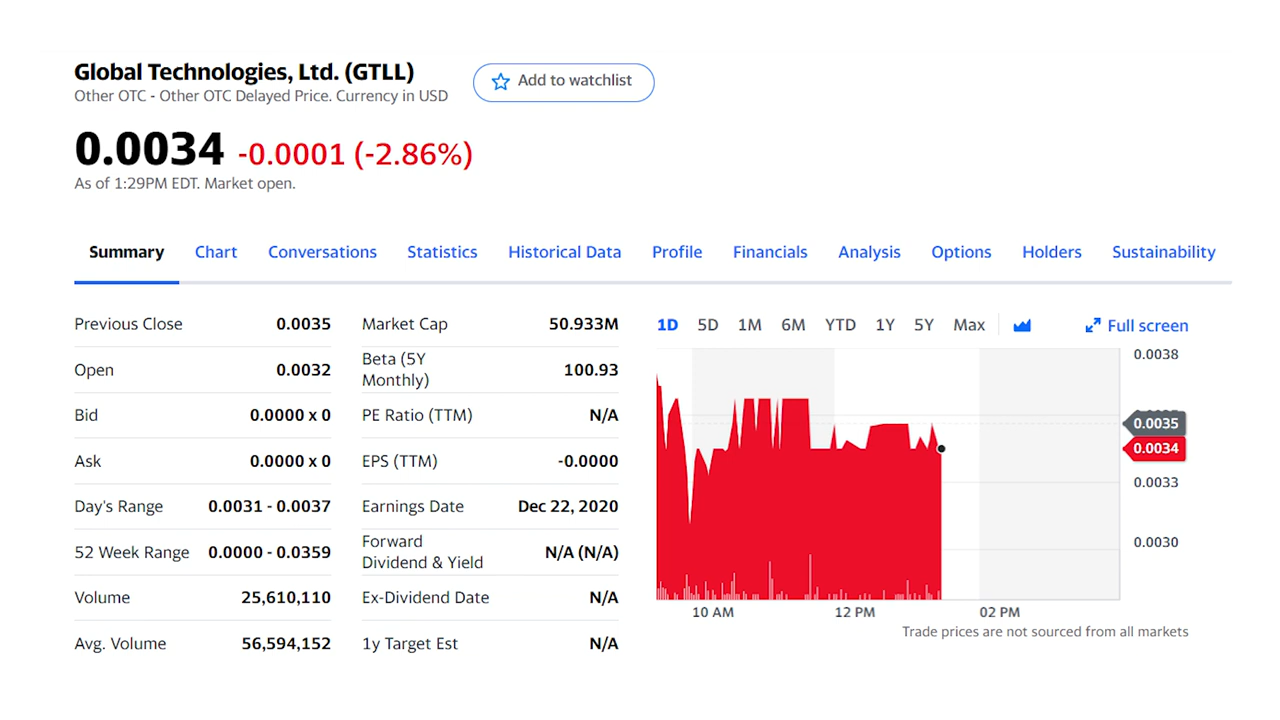 Global Technologies, Ltd. (GTLL)
Add to watchlist
Other OTC - Other OTC Delayed Price. Currency in USD
0.0034 -0.0001 (-2.86%)
As of 1:29PM EDT. Market open.
Summary Chart Conversations Statistics Historical Data Profile Financials Analysis Options Holders Sustainability
Previous Close 0.0035
Open 0.0032
Bid 0.0000 x 0
Ask 0.0000 x 0
Day's Range 0.0031 - 0.0037
52 Week Range 0.0000 - 0.0359
Volume 25,610,110
Avg. Volume 56,594,152
Market Cap 50.933M
Beta (5Y
Monthly) 100.93
PE Ratio (TTM) N/A
EPS (TTM) -0.0000
Earnings Date Dec 22, 2020
Forward
Dividend & Yield N/A (N/A)
Ex-Dividend Date N/A
1y Target Est N/A
1D 5D 1M 6M YTD 1Y 5Y Max Full screen
0.0038
0.0035
0.0034
0.0033
0.0030
10 AM 12 PM 02 PM
Trade prices are not sourced from all markets